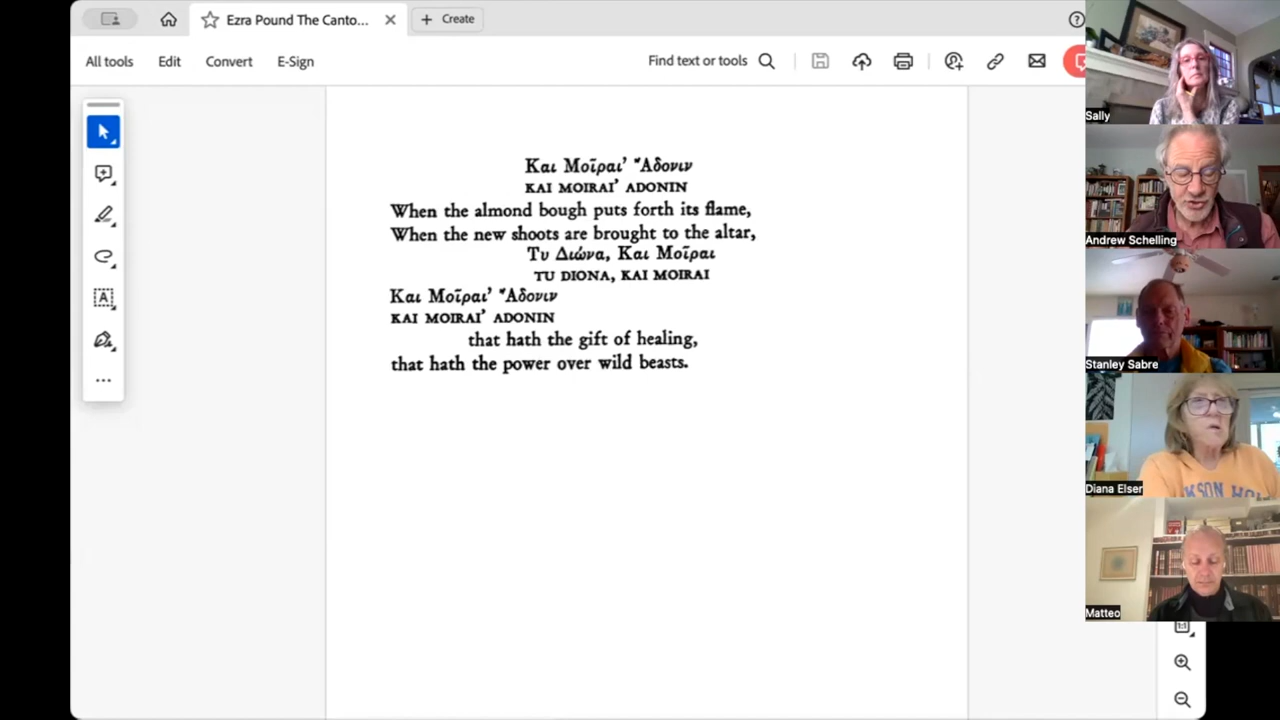 Ezra Pound The Canto...
Create
All tools
Edit
Convert
E-Sign
Find text or tools
Και Μοῖραι’ Ἄδονιν
KAI MOIRAI’ ADONIN
When the almond bough puts forth its flame,
When the new shoots are brought to the altar,
Τυ Διώνα, Και Μοῖραι
TU DIONA, KAI MOIRAI
Και Μοῖραι’ Ἄδονιν
KAI MOIRAI’ ADONIN
that hath the gift of healing,
that hath the power over wild beasts.
Sally
Andrew Schelling
Stanley Sabre
Diana Elser
Matteo
1:1